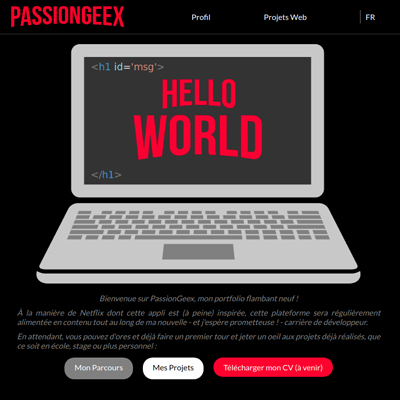 PASSIONGEEX
Profil
Projets Web
FR
<h1 id='msg'>
HELLO
WORLD
</h1>
Bienvenue sur PassionGeex, mon portfolio flambant neuf !
À la manière de Netflix dont cette appli est (à peine) inspirée, cette plateforme sera régulièrement
alimentée en contenu tout au long de ma nouvelle - et j'espère prometteuse ! - carrière de développeur.
En attendant, vous pouvez d'ores et déjà faire un premier tour et jeter un oeil aux projets déjà réalisés, que
ce soit en école, stage ou plus personnel :
Mon Parcours
Mes Projets
Télécharger mon CV (à venir)